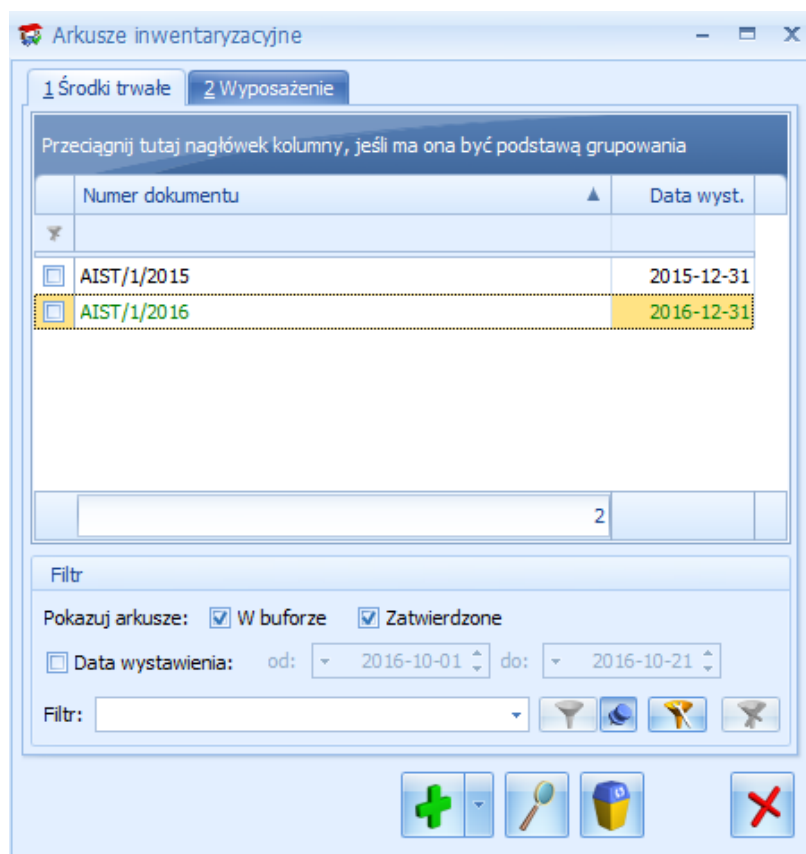 Arkusze inwentaryzacyjne
1 Środki trwałe 2 Wyposażenie
Przeciągnij tutaj nagłówek kolumny, jeśli ma ona być podstawą grupowania
Numer dokumentu Data wyst.
AIST/1/2015 2015-12-31
AIST/1/2016 2016-12-31
2
Filtr
Pokazuj arkusze: W buforze Zatwierdzone
Data wystawienia: od: 2016-10-01 do: 2016-10-21
Filtr: